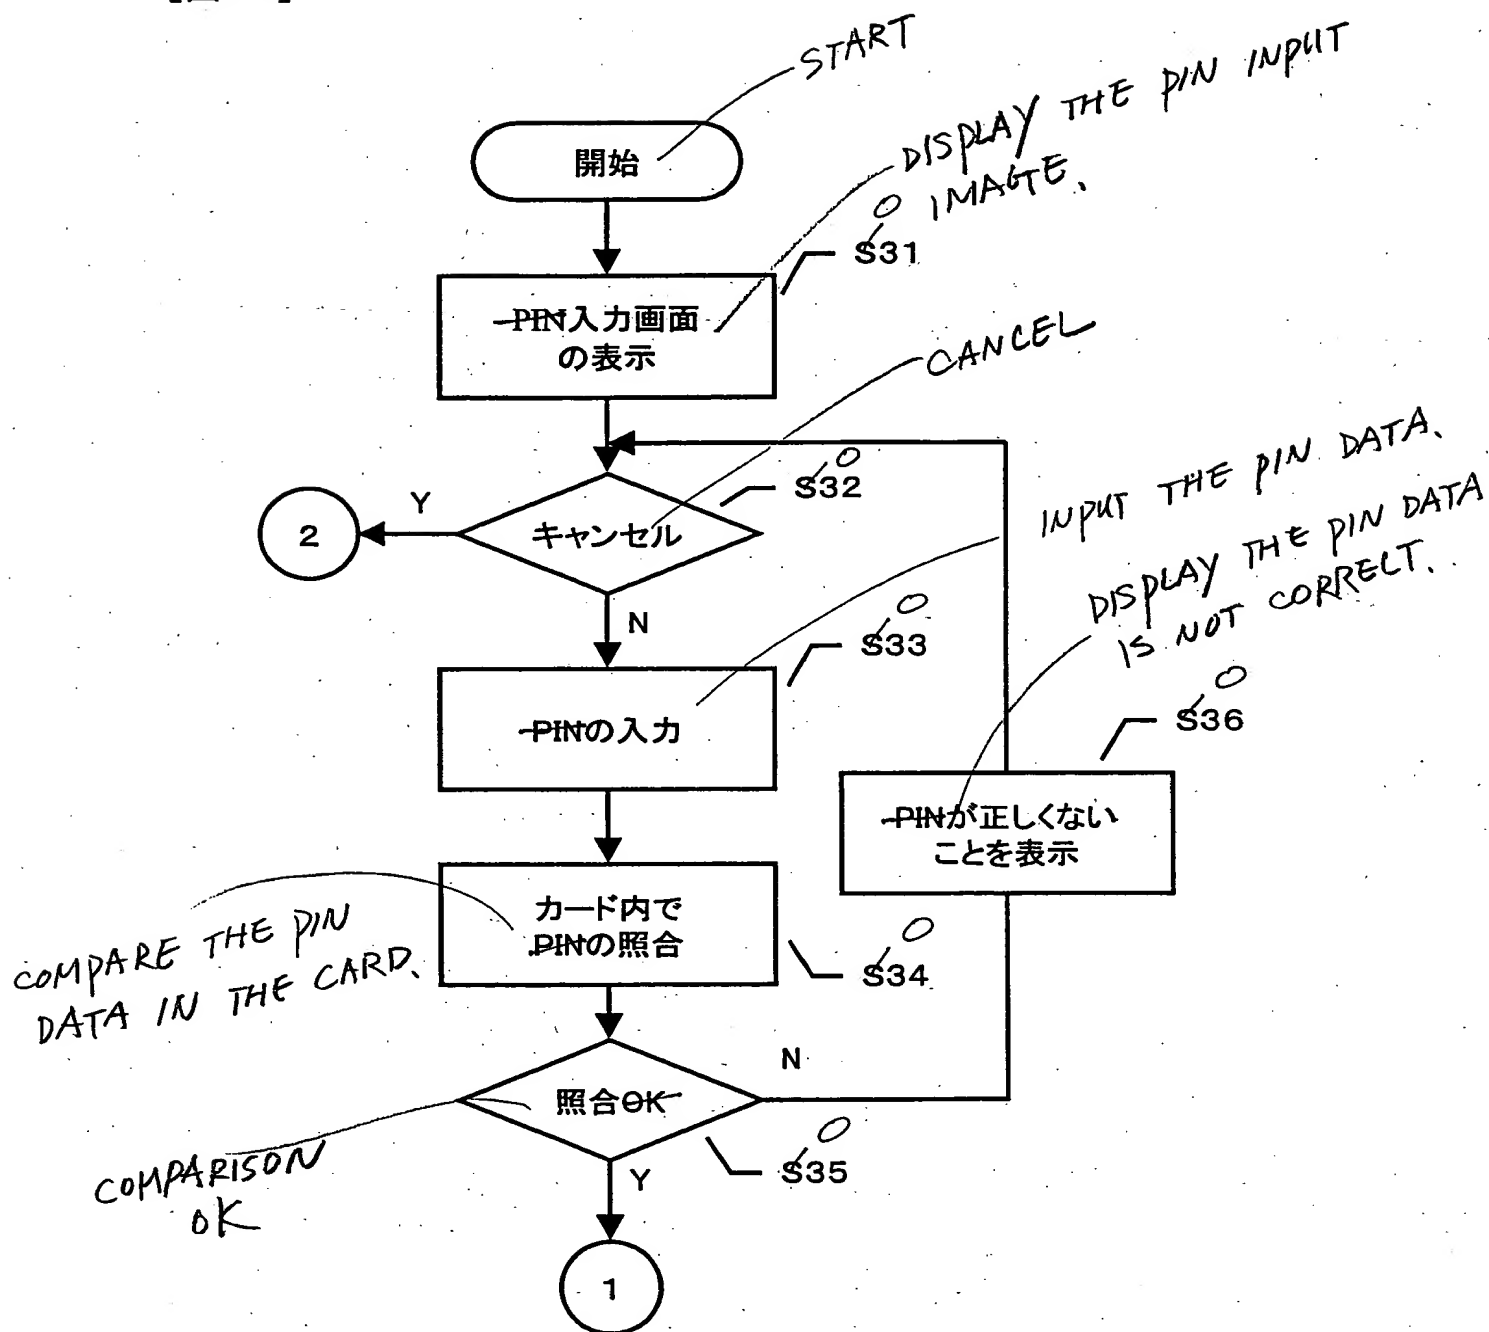 START
開始
DISPLAY THE PIN INPUT
IMAGE.
S31
PIN入力画面
の表示
CANCEL
S32
Y
2
キャンセル
INPUT THE PIN DATA.
DISPLAY THE PIN DATA
IS NOT CORRECT.
N
S33
PINの入力
S36
PINが正しくない
ことを表示
カード内で
PINの照合
S34
COMPARE THE PIN
DATA IN THE CARD.
N
照合OK
S35
COMPARISON
OK
Y
1